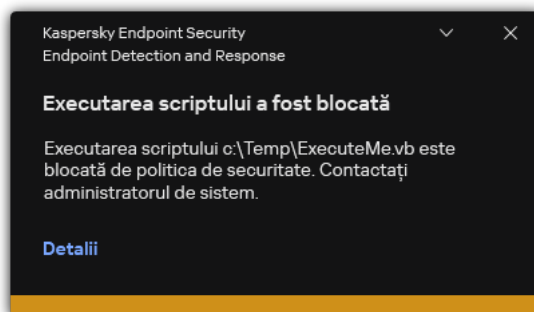 Kaspersky Endpoint Security
Endpoint Detection and Response
Executarea scriptului a fost blocată
Executarea scriptului c:\Temp\ExecuteMe.vb este
blocată de politica de securitate. Contactați
administratorul de sistem.
Detalii